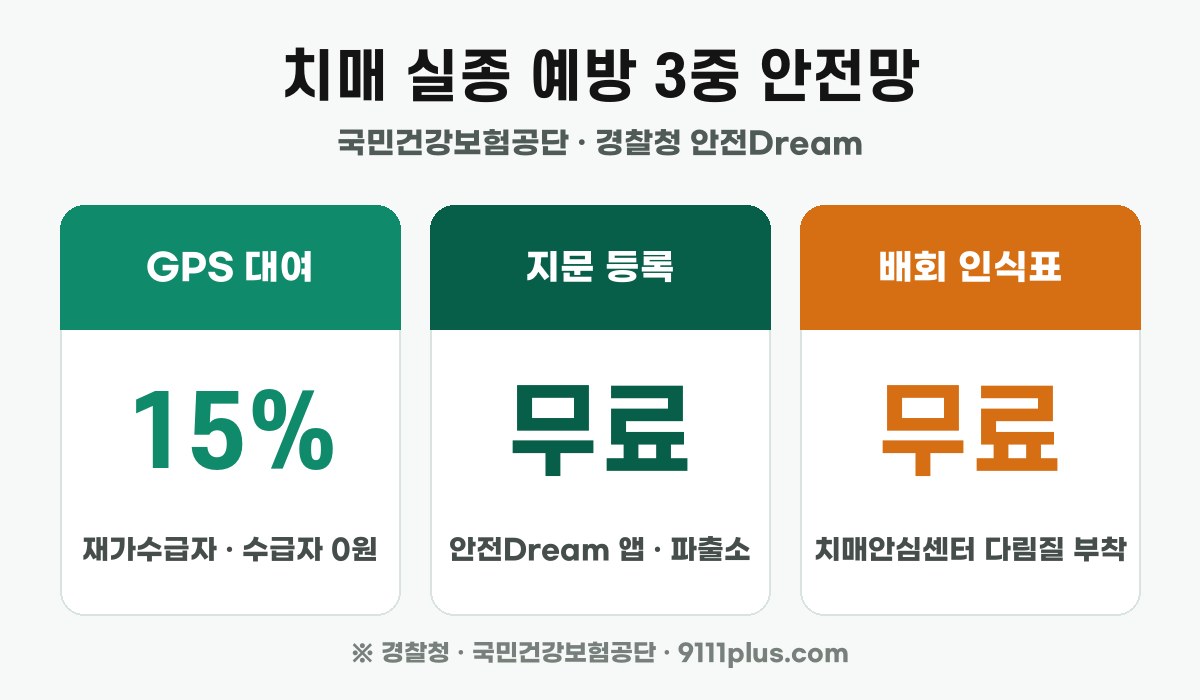 치매 실종 예방 3중 안전망
국민건강보험공단 · 경찰청 안전Dream
GPS 대여
15%
재가수급자 · 수급자 0원
지문 등록
무료
안전Dream 앱 · 파출소
배회 인식표
무료
치매안심센터 다림질 부착
※ 경찰청 · 국민건강보험공단 · 9111plus.com